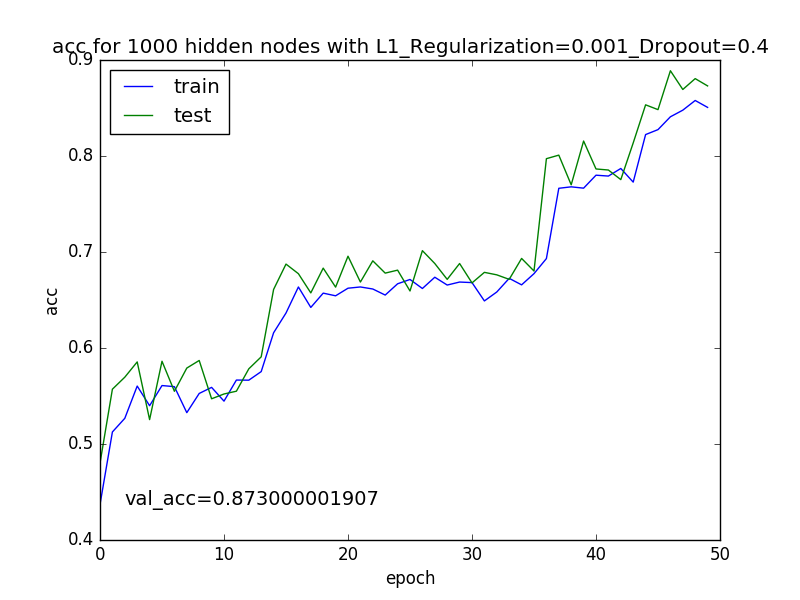 acc for 1000 hidden nodes with L1_Regularization=0.001_Dropout=0.4
0.9
train
test
0.8
0.7
acc
0.6
0.5
val_acc=0.873000001907
0.4
0 10 20 30 40 50
epoch